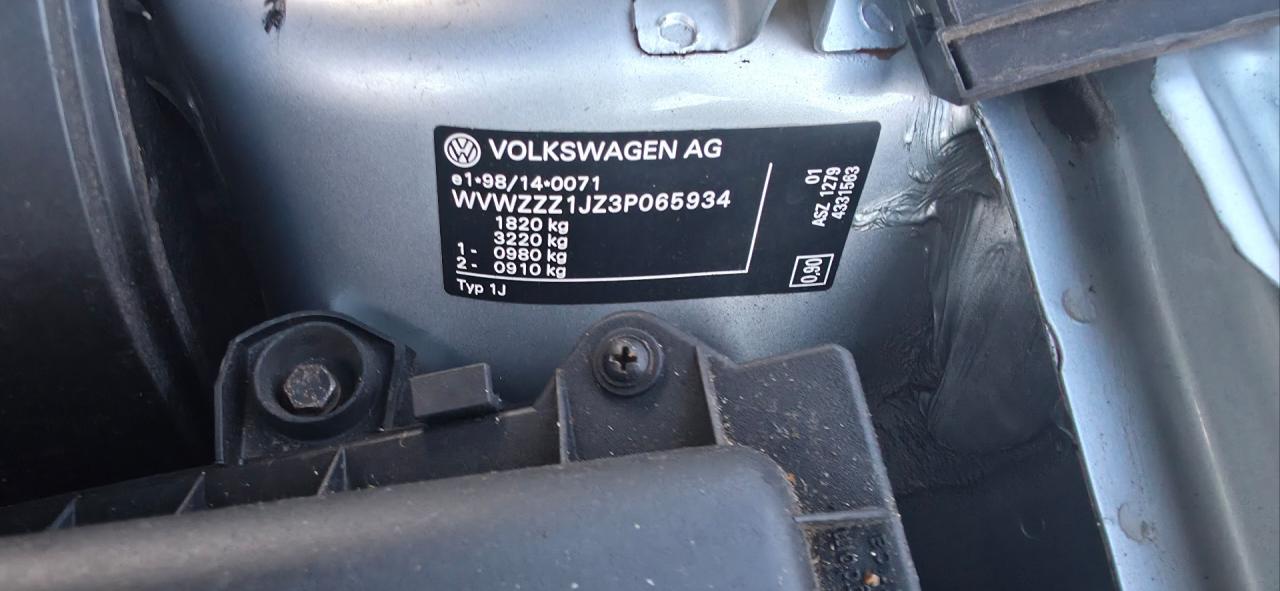 VOLKSWAGEN AG
e1*98/14*0071
WVWZZZ1JZ3P065934
1820 kg
3220 kg
1 - 0980 kg
2 - 0910 kg
Typ 1J
01
ASZ 1279
4331563
0,90